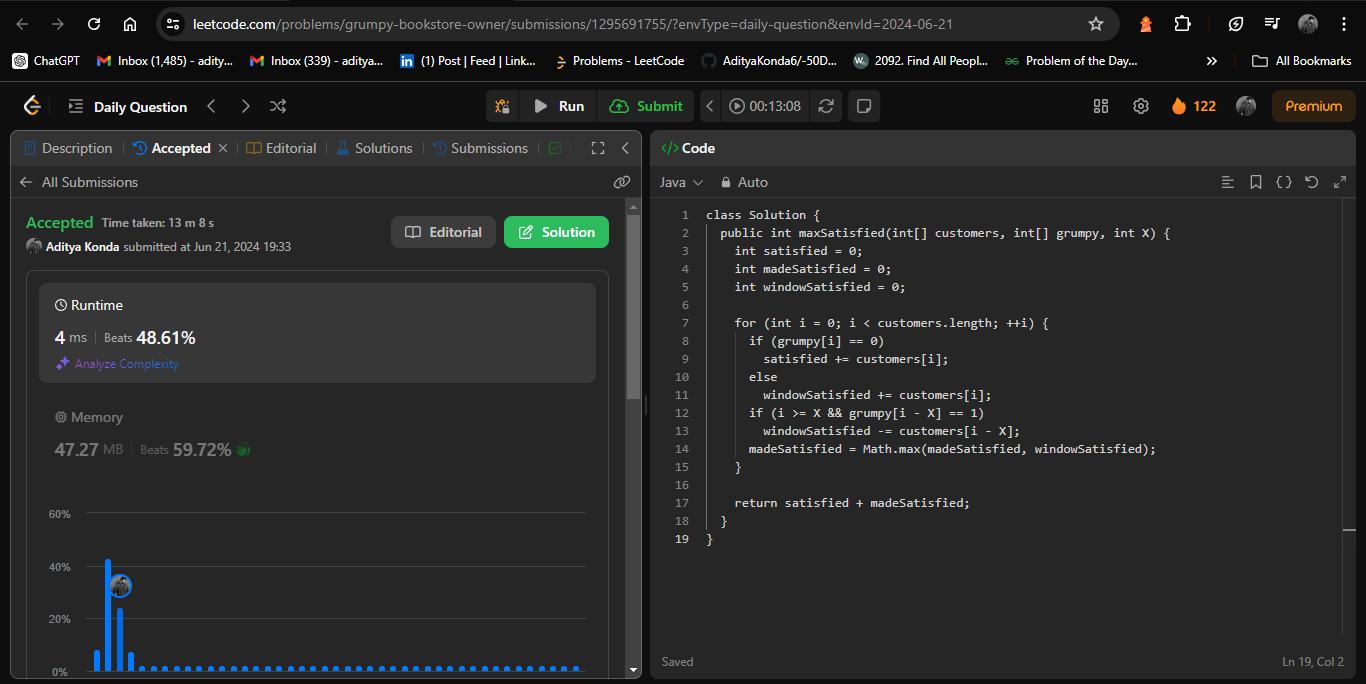 leetcode.com/problems/grumpy-bookstore-owner/submissions/1295691755/?envType=daily-question&envId=2024-06-21
ChatGPT
Inbox (1,485) - adity...
Inbox (339) - aditya...
(1) Post | Feed | Link...
Problems - LeetCode
AdityaKonda6/-50D...
2092. Find All Peopl...
Problem of the Day...
»
All Bookmarks
Daily Question
Run
Submit
00:13:08
122
Premium
Description
Accepted
Editorial
Solutions
Submissions
All Submissions
Accepted Time taken: 13 m 8 s
Aditya Konda submitted at Jun 21, 2024 19:33
Editorial
Solution
Runtime
4 ms Beats 48.61%
Analyze Complexity
Memory
47.27 MB Beats 59.72%
60%
40%
20%
0%
</> Code
Java
Auto
1 class Solution {
2 public int maxSatisfied(int[] customers, int[] grumpy, int X) {
3 int satisfied = 0;
4 int madeSatisfied = 0;
5 int windowSatisfied = 0;
6
7 for (int i = 0; i < customers.length; ++i) {
8 if (grumpy[i] == 0)
9 satisfied += customers[i];
10 else
11 windowSatisfied += customers[i];
12 if (i >= X && grumpy[i - X] == 1)
13 windowSatisfied -= customers[i - X];
14 madeSatisfied = Math.max(madeSatisfied, windowSatisfied);
15 }
16
17 return satisfied + madeSatisfied;
18 }
19 }
Saved
Ln 19, Col 2